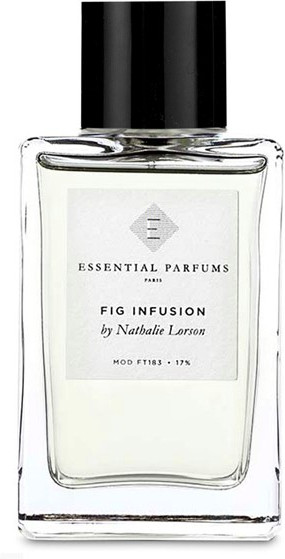 E
ESSENTIAL PARFUMS
PARIS
FIG INFUSION
by Nathalie Lorson
MOD FT183 • 17%